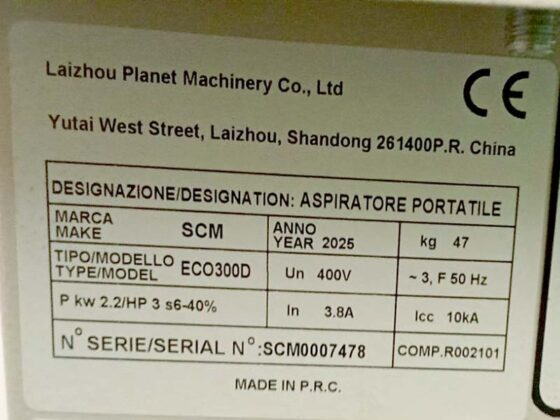 Laizhou Planet Machinery Co., Ltd
CE
Yutai West Street, Laizhou, Shandong 261400P.R. China
DESIGNAZIONE/DESIGNATION: ASPIRATORE PORTATILE
MARCA
MAKE
SCM
ANNO
YEAR 2025
kg 47
TIPO/MODELLO
TYPE/MODEL
ECO300D
Un 400V
~ 3, F 50 Hz
P kw 2.2/HP 3 s6-40%
In 3.8A
Icc 10kA
N° SERIE/SERIAL N°:SCM0007478
COMP.R002101
MADE IN P.R.C.